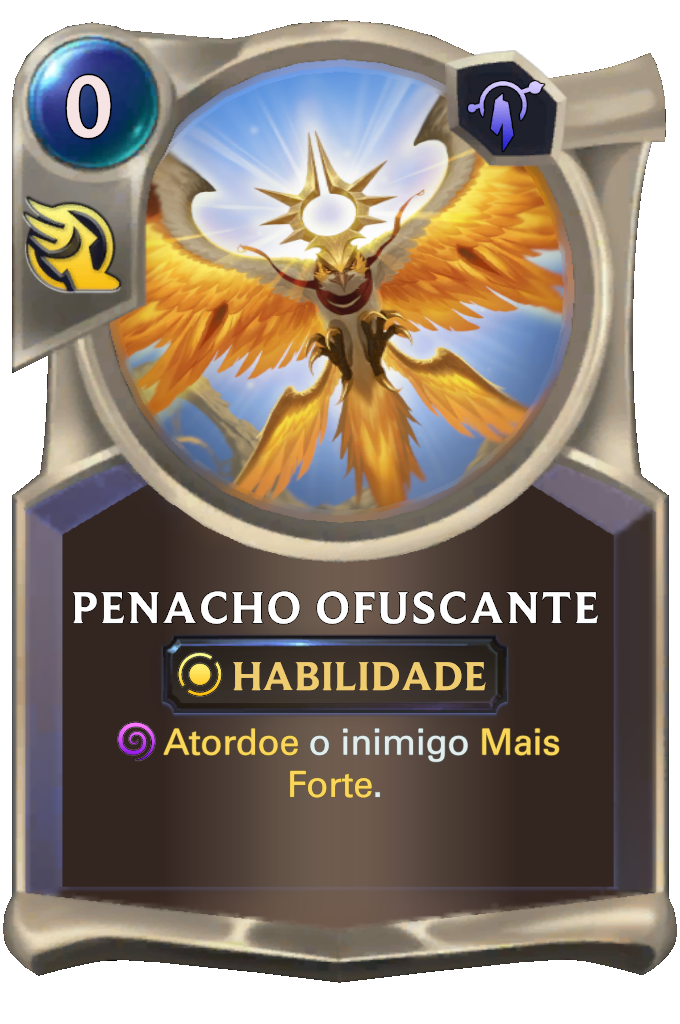 0
PENACHO OFUSCANTE
HABILIDADE
Atordoe o inimigo Mais
Forte.